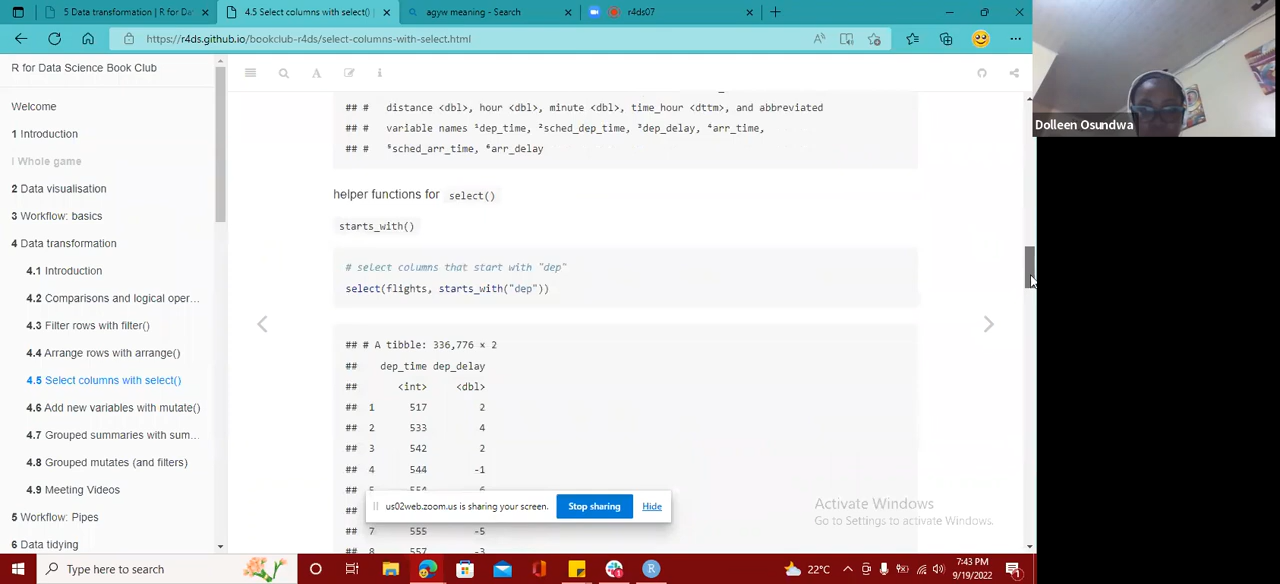 5 Data transformation | R for Da
4.5 Select columns with select()
agyw meaning - Search
r4ds07
https://r4ds.github.io/bookclub-r4ds/select-columns-with-select.html
R for Data Science Book Club
Welcome
1 Introduction
I Whole game
2 Data visualisation
3 Workflow: basics
4 Data transformation
4.1 Introduction
4.2 Comparisons and logical oper...
4.3 Filter rows with filter()
4.4 Arrange rows with arrange()
4.5 Select columns with select()
4.6 Add new variables with mutate()
4.7 Grouped summaries with sum...
4.8 Grouped mutates (and filters)
4.9 Meeting Videos
5 Workflow: Pipes
6 Data tidying
## # distance <dbl>, hour <dbl>, minute <dbl>, time_hour <dttm>, and abbreviated
## # variable names ¹dep_time, ²sched_dep_time, ³dep_delay, ⁴arr_time,
## # ⁵sched_arr_time, ⁶arr_delay
helper functions for select()
starts_with()
# select columns that start with "dep"
select(flights, starts_with("dep"))
## # A tibble: 336,776 × 2
## dep_time dep_delay
## <int> <dbl>
## 1 517 2
## 2 533 4
## 3 542 2
## 4 544 -1
## 7 555 -5
## 8 557 -3
us02web.zoom.us is sharing your screen.
Stop sharing
Hide
Activate Windows
Go to Settings to activate Windows.
Dolleen Osundwa
Type here to search
22°C
7:43 PM
9/19/2022